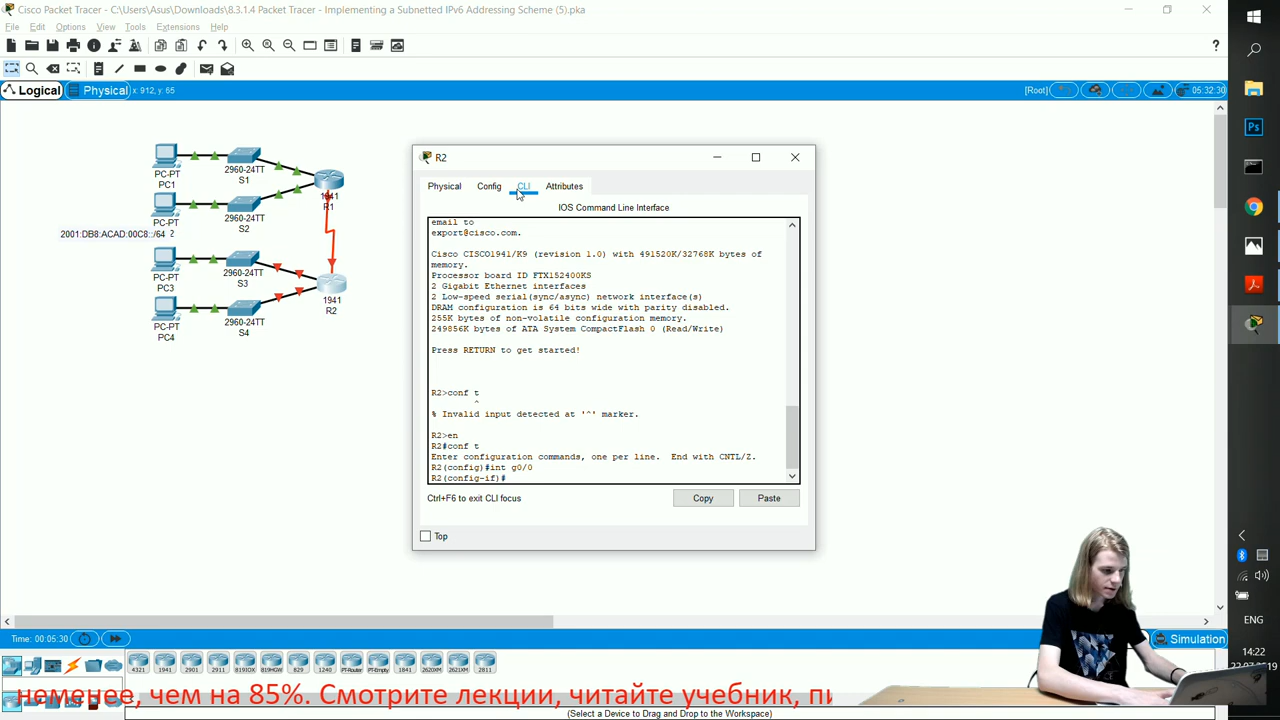 Cisco Packet Tracer - C:\Users\Asus\Downloads\8.3.1.4 Packet Tracer - Implementing a Subnetted IPv6 Addressing Scheme (5).pka
File Edit Options View Tools Extensions Help
?
Logical Physical x: 912, y: 65 [Root] 05:32:30
PC-PT
PC1
2960-24TT
S1
1941
R1
PC-PT
2
2960-24TT
S2
2001:DB8:ACAD:00C8::/64
PC-PT
PC3
2960-24TT
S3
1941
R2
PC-PT
PC4
2960-24TT
S4
R2
Physical Config CLI Attributes
IOS Command Line Interface
email to
export@cisco.com.
Cisco CISCO1941/K9 (revision 1.0) with 491520K/32768K bytes of
memory.
Processor board ID FTX152400KS
2 Gigabit Ethernet interfaces
2 Low-speed serial(sync/async) network interface(s)
DRAM configuration is 64 bits wide with parity disabled.
255K bytes of non-volatile configuration memory.
249856K bytes of ATA System CompactFlash 0 (Read/Write)
Press RETURN to get started!
R2>conf t
^
% Invalid input detected at '^' marker.
R2>en
R2#conf t
Enter configuration commands, one per line. End with CNTL/Z.
R2(config)#int g0/0
R2(config-if)#
Ctrl+F6 to exit CLI focus Copy Paste
Top
Time: 00:05:30 Simulation
4321 1941 2901 2911 819IOX 819HGW 829 1240 PT-Router PT-Empty 1841 2620XM 2621XM 2811
неменее, чем на 85%. Смотрите лекции, читайте учебник, пи
(Select a Device to Drag and Drop to the Workspace)
Ps
ENG
14:22